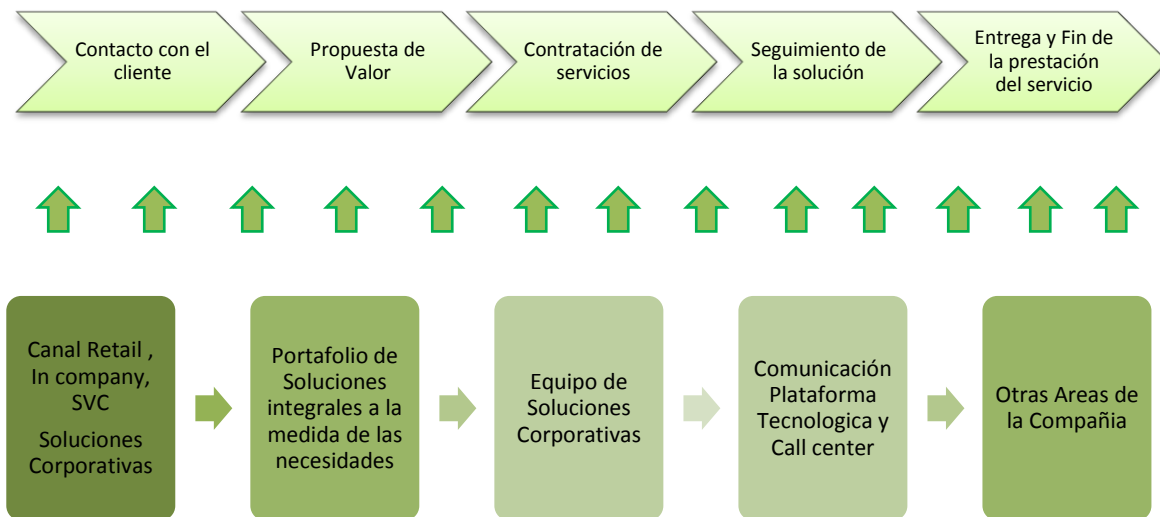 Contacto con el
cliente
Propuesta de
Valor
Contratación de
servicios
Seguimiento de
la solución
Entrega y Fin de
la prestación
del servicio
Canal Retail ,
In company,
SVC
Soluciones
Corporativas
Portafolio de
Soluciones
integrales a la
medida de las
necesidades
Equipo de
Soluciones
Corporativas
Comunicación
Plataforma
Tecnologica y
Call center
Otras Areas de
la Compañia